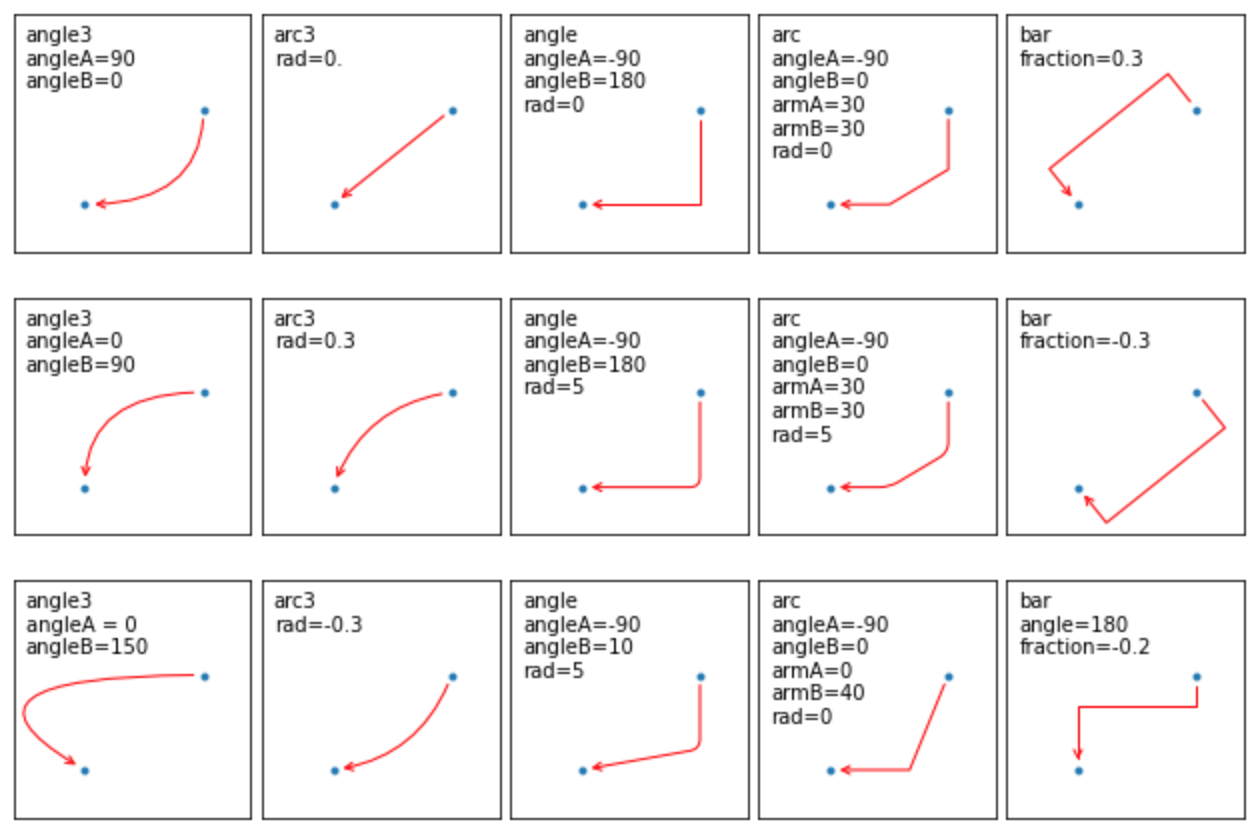 angle3
angleA=90
angleB=0
arc3
rad=0.
angle
angleA=-90
angleB=180
rad=0
arc
angleA=-90
angleB=0
armA=30
armB=30
rad=0
bar
fraction=0.3
angle3
angleA=0
angleB=90
arc3
rad=0.3
angle
angleA=-90
angleB=180
rad=5
arc
angleA=-90
angleB=0
armA=30
armB=30
rad=5
bar
fraction=-0.3
angle3
angleA = 0
angleB=150
arc3
rad=-0.3
angle
angleA=-90
angleB=10
rad=5
arc
angleA=-90
angleB=0
armA=0
armB=40
rad=0
bar
angle=180
fraction=-0.2